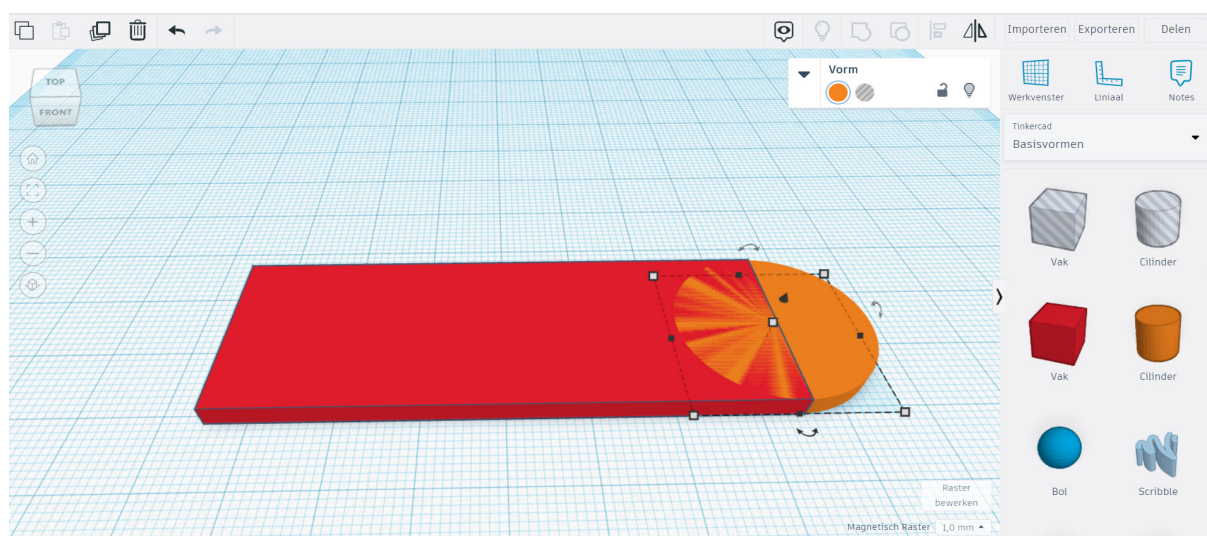 Importeren Exporteren Delen
TOP
FRONT
Vorm
Werkvenster Liniaal Notes
Tinkercad
Basisvormen
Vak Cilinder
Vak Cilinder
Bol Scribble
Raster
bewerken
Magnetisch Raster 1,0 mm